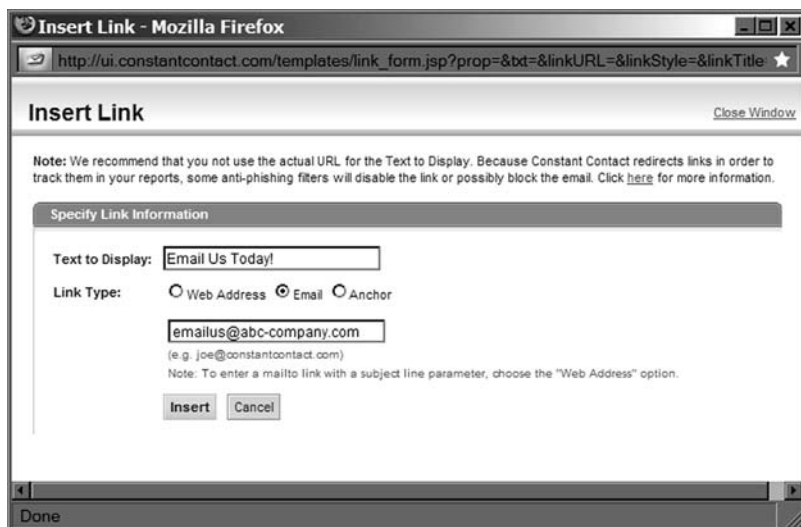 Insert Link - Mozilla Firefox
http://ui.constantcontact.com/templates/link_form.jsp?prop=&txt=&linkURL=&linkStyle=&linkTitle=
Insert Link
Close Window
Note: We recommend that you not use the actual URL for the Text to Display. Because Constant Contact redirects links in order to
track them in your reports, some anti-phishing filters will disable the link or possibly block the email. Click here for more information.
Specify Link Information
Text to Display: Email Us Today!
Link Type: Web Address Email Anchor
emailus@abc-company.com
(e.g. joe@constantcontact.com)
Note: To enter a mailto link with a subject line parameter, choose the "Web Address" option.
Insert Cancel
Done